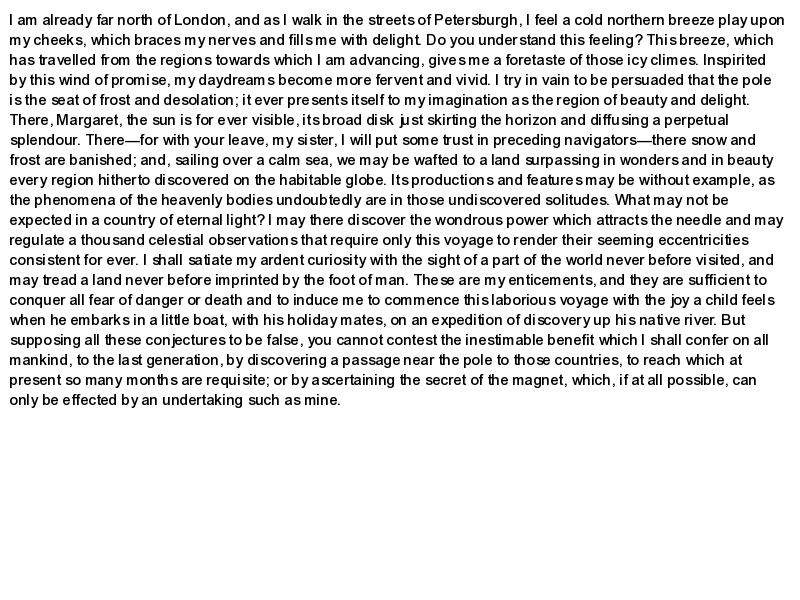 I am already far north of London, and as I walk in the streets of Petersburgh, I feel a cold northern breeze play upon
my cheeks, which braces my nerves and fills me with delight. Do you understand this feeling? This breeze, which
has travelled from the regions towards which I am advancing, gives me a foretaste of those icy climes. Inspirited
by this wind of promise, my daydreams become more fervent and vivid. I try in vain to be persuaded that the pole
is the seat of frost and desolation; it ever presents itself to my imagination as the region of beauty and delight.
There, Margaret, the sun is for ever visible, its broad disk just skirting the horizon and diffusing a perpetual
splendour. There—for with your leave, my sister, I will put some trust in preceding navigators—there snow and
frost are banished; and, sailing over a calm sea, we may be wafted to a land surpassing in wonders and in beauty
every region hitherto discovered on the habitable globe. Its productions and features may be without example, as
the phenomena of the heavenly bodies undoubtedly are in those undiscovered solitudes. What may not be
expected in a country of eternal light? I may there discover the wondrous power which attracts the needle and may
regulate a thousand celestial observations that require only this voyage to render their seeming eccentricities
consistent for ever. I shall satiate my ardent curiosity with the sight of a part of the world never before visited, and
may tread a land never before imprinted by the foot of man. These are my enticements, and they are sufficient to
conquer all fear of danger or death and to induce me to commence this laborious voyage with the joy a child feels
when he embarks in a little boat, with his holiday mates, on an expedition of discovery up his native river. But
supposing all these conjectures to be false, you cannot contest the inestimable benefit which I shall confer on all
mankind, to the last generation, by discovering a passage near the pole to those countries, to reach which at
present so many months are requisite; or by ascertaining the secret of the magnet, which, if at all possible, can
only be effected by an undertaking such as mine.